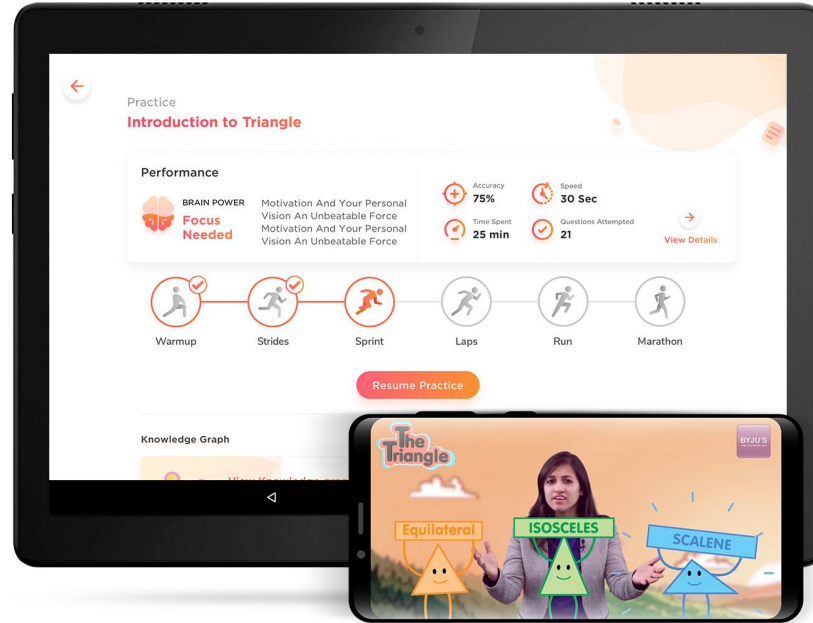 Practice
Introduction to Triangle
Performance
BRAIN POWER
Focus
Needed
Motivation And Your Personal
Vision An Unbeatable Force
Motivation And Your Personal
Vision An Unbeatable Force
Accuracy
75%
Speed
30 Sec
Time Spent
25 min
Questions Attempted
21
View Details
Warmup
Strides
Sprint
Laps
Run
Marathon
Resume Practice
Knowledge Graph
The
Triangle
BYJU'S
Equilateral
ISOSCELES
SCALENE